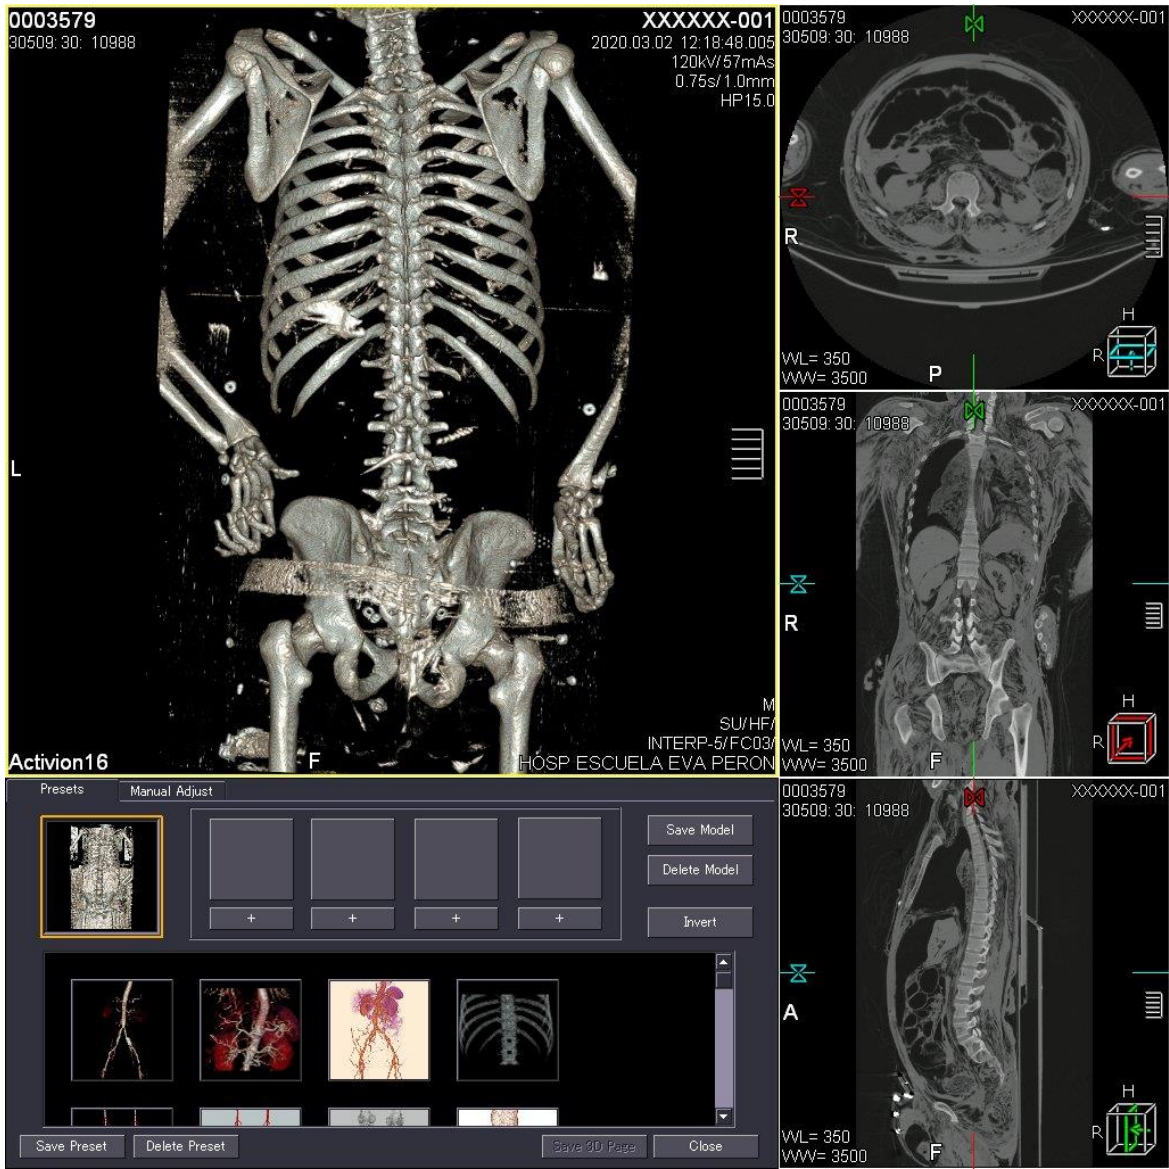 0003579
30509: 30: 10988
XXXXXX-001
2020.03.02 12:18:48.005
120kV/57mAs
0.75s/1.0mm
HP15.0
L
M
SU/HF/
INTERP-5/FC03/
HOSP ESCUELA EVA PERON
Activion16
F
0003579
30509: 30: 10988
XXXXXX-001
R
H
R
WL= 350
WW= 3500
P
0003579
30509: 30: 10988
XXXXXX-001
R
H
R
WL= 350
WW= 3500
F
0003579
30509: 30: 10988
XXXXXX-001
A
H
R
WL= 350
WW= 3500
F
Presets
Manual Adjust
Save Model
Delete Model
+
+
+
+
Invert
Save Preset
Delete Preset
Save 3D Page
Close